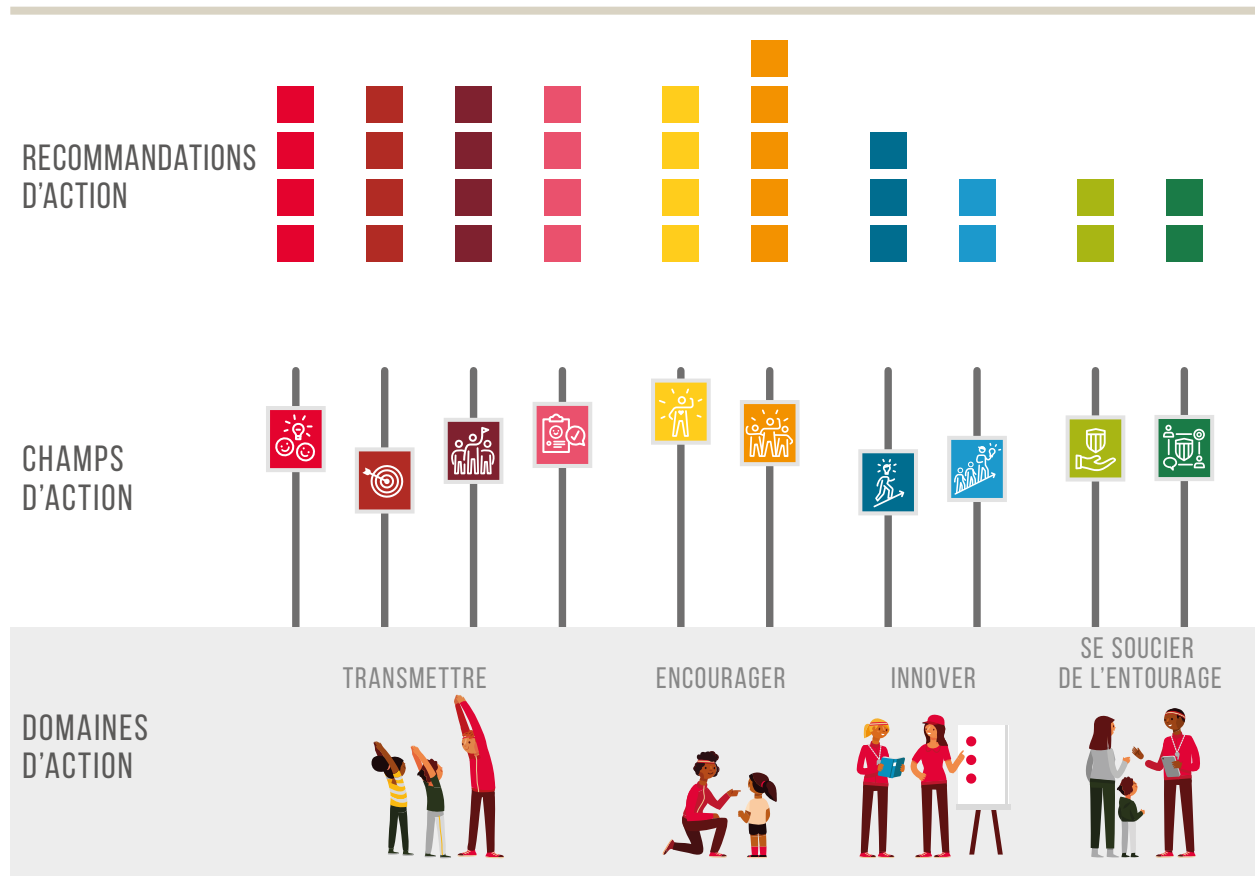 RECOMMANDATIONS
D'ACTION
CHAMPS
D'ACTION
DOMAINES
D'ACTION
TRANSMETTRE
ENCOURAGER
INNOVER
SE SOUCIER
DE L'ENTOURAGE